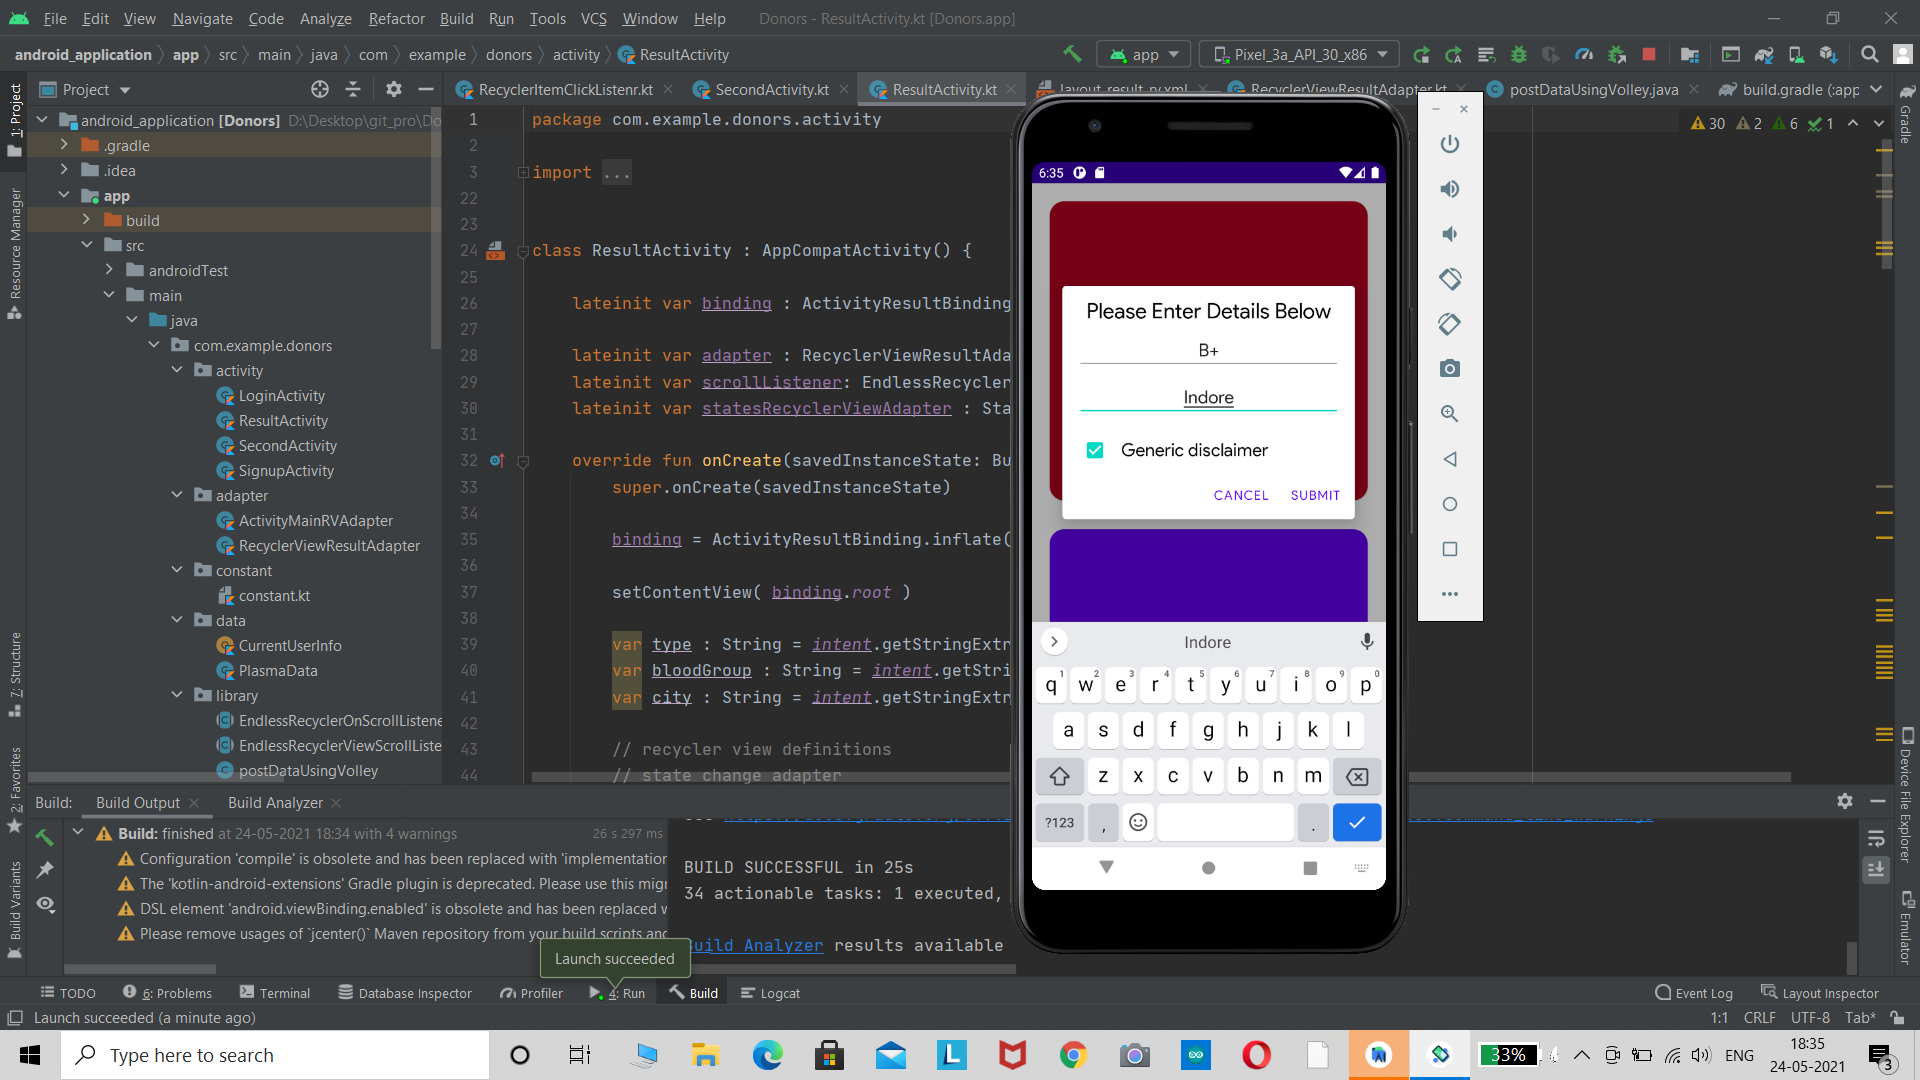 File Edit View Navigate Code Analyze Refactor Build Run Tools VCS Window Help Donors - ResultActivity.kt [Donors.app]
android_application app src main java com example donors activity ResultActivity app Pixel_3a_API_30_x86
Project
RecyclerItemClickListenr.kt SecondActivity.kt ResultActivity.kt layout_result_rv.xml RecyclerViewResultAdapter.kt postDataUsingVolley.java build.gradle (:app
1: Project
Resource Manager
7: Structure
2: Favorites
Build Variants
android_application [Donors] D:\Desktop\git_pro\Do
.gradle
.idea
app
build
src
androidTest
main
java
com.example.donors
activity
LoginActivity
ResultActivity
SecondActivity
SignupActivity
adapter
ActivityMainRVAdapter
RecyclerViewResultAdapter
constant
constant.kt
data
CurrentUserInfo
PlasmaData
library
EndlessRecyclerOnScrollListene
EndlessRecyclerViewScrollListe
postDataUsingVolley
1 package com.example.donors.activity
2
3 import ...
22
23
24 class ResultActivity : AppCompatActivity() {
25
26 lateinit var binding : ActivityResultBinding
27
28 lateinit var adapter : RecyclerViewResultAda
29 lateinit var scrollListener: EndlessRecycler
30 lateinit var statesRecyclerViewAdapter : Sta
31
32 override fun onCreate(savedInstanceState: Bu
33 super.onCreate(savedInstanceState)
34
35 binding = ActivityResultBinding.inflate(
36
37 setContentView( binding.root )
38
39 var type : String = intent.getStringExtr
40 var bloodGroup : String = intent.getStri
41 var city : String = intent.getStringExtr
42
43 // recycler view definitions
44 // state change adapter
30 2 6 1
Gradle
Device File Explorer
Emulator
6:35
Please Enter Details Below
B+
Indore
Generic disclaimer
CANCEL SUBMIT
Indore
q1 w2 e3 r4 t5 y6 u7 i8 o9 p0
a s d f g h j k l
z x c v b n m
?123 , .
Build: Build Output Build Analyzer
Build: finished at 24-05-2021 18:34 with 4 warnings 26 s 297 ms
Configuration 'compile' is obsolete and has been replaced with 'implementation
The 'kotlin-android-extensions' Gradle plugin is deprecated. Please use this migr
DSL element 'android.viewBinding.enabled' is obsolete and has been replaced w
Please remove usages of `jcenter()` Maven repository from your build scripts and
BUILD SUCCESSFUL in 25s
34 actionable tasks: 1 executed,
Build Analyzer results available
Launch succeeded
TODO 6: Problems Terminal Database Inspector Profiler 4: Run Build Logcat Event Log Layout Inspector
Launch succeeded (a minute ago) 1:1 CRLF UTF-8 Tab*
Type here to search
L
33%
ENG
18:35
24-05-2021
3